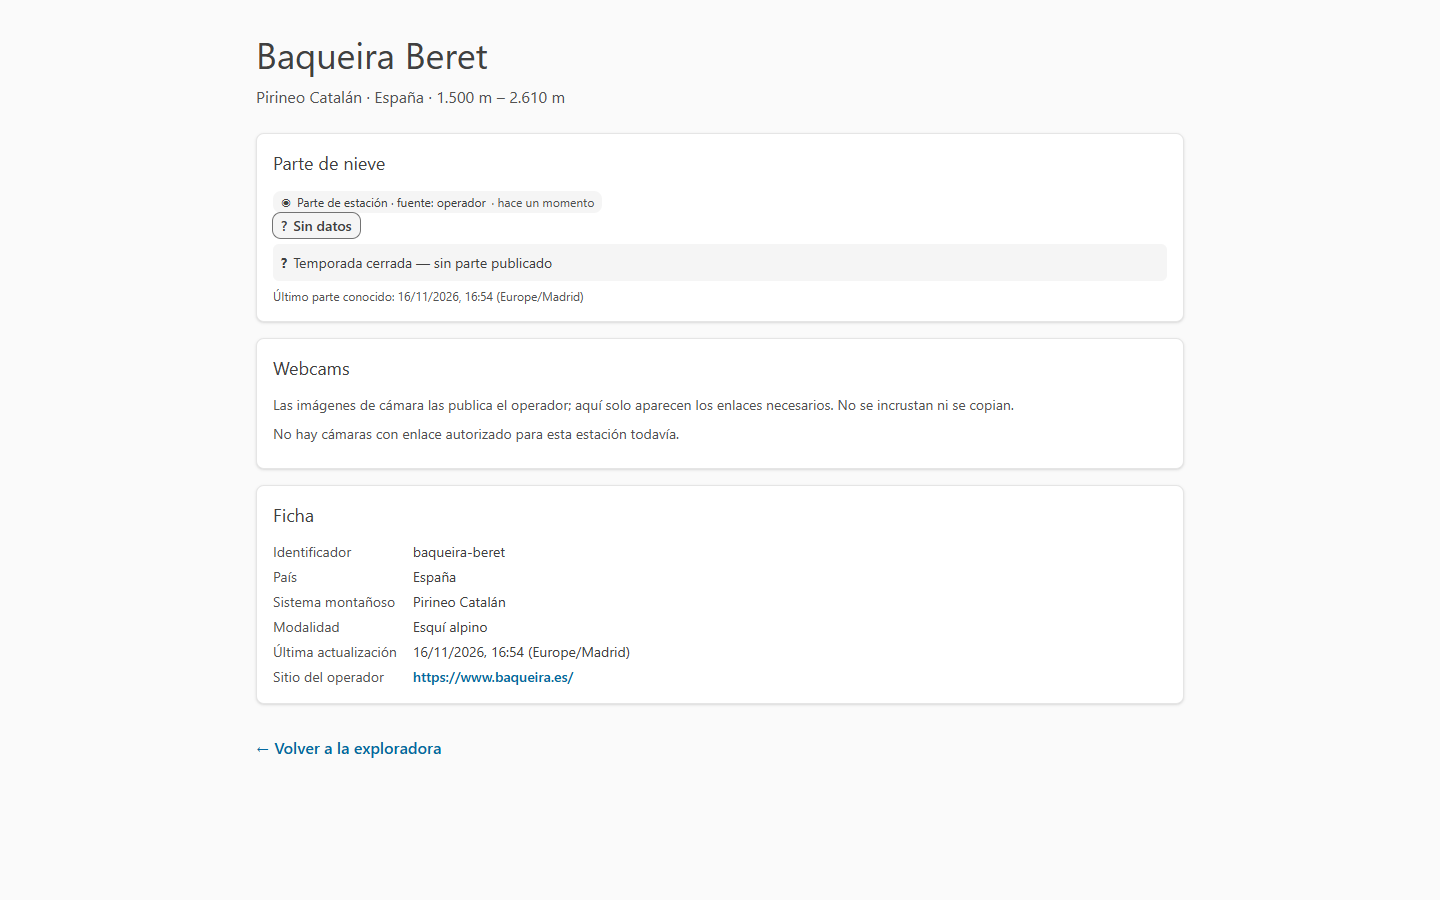 Baqueira Beret
Pirineo Catalán · España · 1.500 m – 2.610 m
Parte de nieve
◉ Parte de estación · fuente: operador · hace un momento
? Sin datos
? Temporada cerrada — sin parte publicado
Último parte conocido: 16/11/2026, 16:54 (Europe/Madrid)
Webcams
Las imágenes de cámara las publica el operador; aquí solo aparecen los enlaces necesarios. No se incrustan ni se copian.
No hay cámaras con enlace autorizado para esta estación todavía.
Ficha
Identificador baqueira-beret
País España
Sistema montañoso Pirineo Catalán
Modalidad Esquí alpino
Última actualización 16/11/2026, 16:54 (Europe/Madrid)
Sitio del operador https://www.baqueira.es/
← Volver a la exploradora